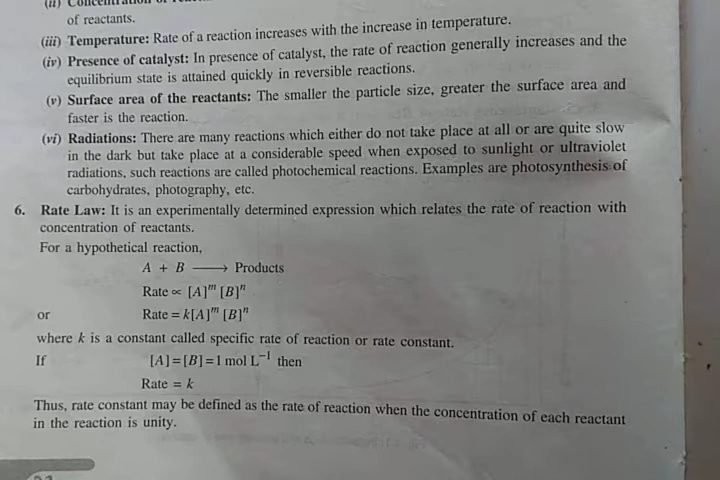 of reactants.
(iii) Temperature: Rate of a reaction increases with the increase in temperature.
(iv) Presence of catalyst: In presence of catalyst, the rate of reaction generally increases and the
equilibrium state is attained quickly in reversible reactions.
(v) Surface area of the reactants: The smaller the particle size, greater the surface area and
faster is the reaction.
(vi) Radiations: There are many reactions which either do not take place at all or are quite slow
in the dark but take place at a considerable speed when exposed to sunlight or ultraviolet
radiations, such reactions are called photochemical reactions. Examples are photosynthesis of
carbohydrates, photography, etc.
6. Rate Law: It is an experimentally determined expression which relates the rate of reaction with
concentration of reactants.
For a hypothetical reaction,
A + B ⟶ Products
Rate ∝ [A]ᵐ [B]ⁿ
or Rate = k[A]ᵐ [B]ⁿ
where k is a constant called specific rate of reaction or rate constant.
If [A] = [B] = 1 mol L⁻¹ then
Rate = k
Thus, rate constant may be defined as the rate of reaction when the concentration of each reactant
in the reaction is unity.